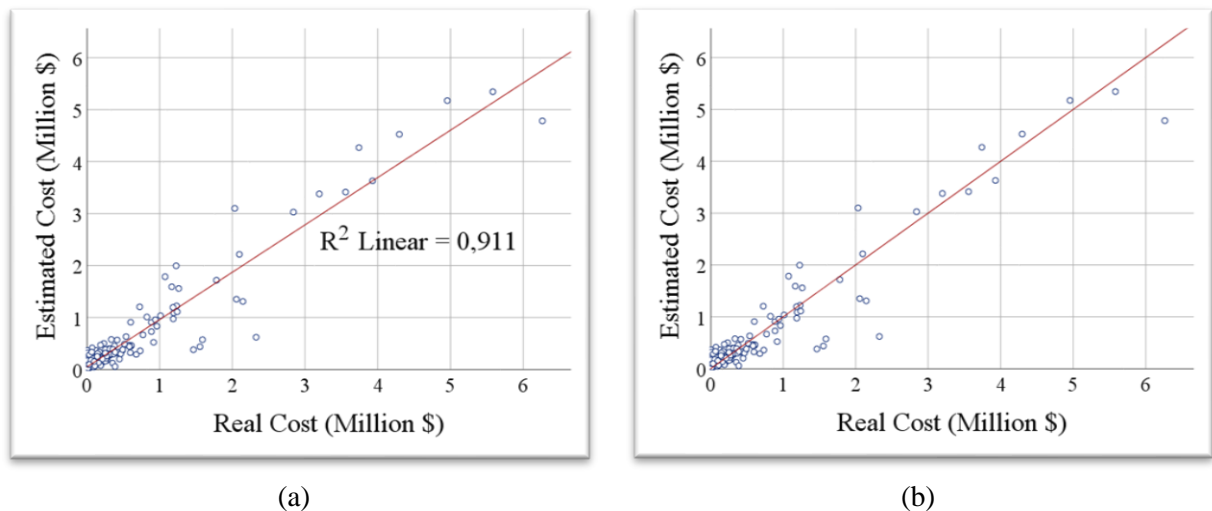 Estimated Cost (Million $)
6
5
4
3
2
1
0
R² Linear = 0,911
0 1 2 3 4 5 6
Real Cost (Million $)
(a)
Estimated Cost (Million $)
6
5
4
3
2
1
0
0 1 2 3 4 5 6
Real Cost (Million $)
(b)